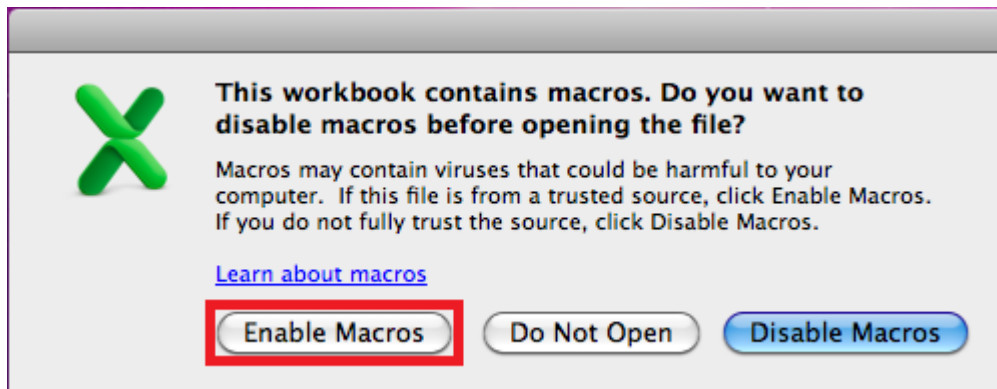 This workbook contains macros. Do you want to
disable macros before opening the file?
Macros may contain viruses that could be harmful to your
computer.  If this file is from a trusted source, click Enable Macros.
If you do not fully trust the source, click Disable Macros.
Learn about macros
Enable Macros
Do Not Open
Disable Macros